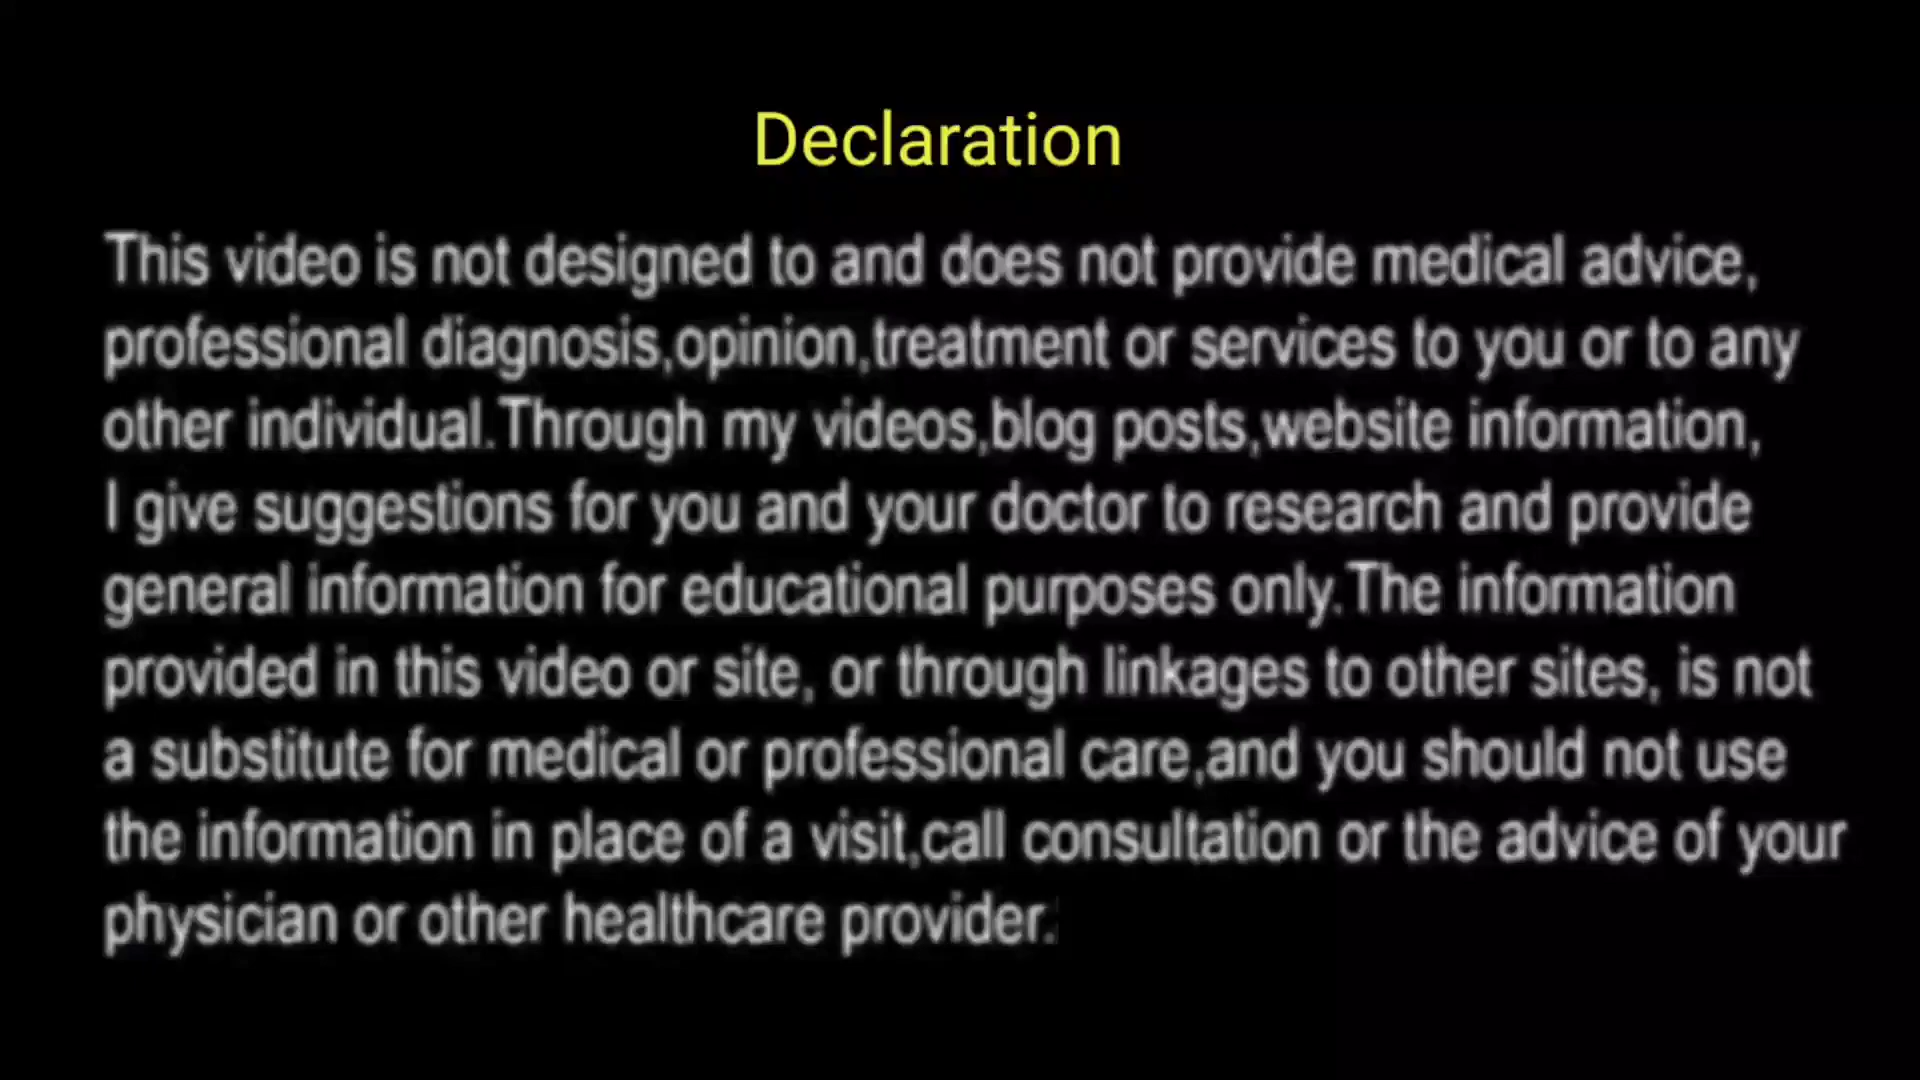 Declaration
This video is not designed to and does not provide medical advice,
professional diagnosis,opinion,treatment or services to you or to any
other individual.Through my videos,blog posts,website information,
I give suggestions for you and your doctor to research and provide
general information for educational purposes only.The information
provided in this video or site, or through linkages to other sites, is not
a substitute for medical or professional care,and you should not use
the information in place of a visit,call consultation or the advice of your
physician or other healthcare provider.